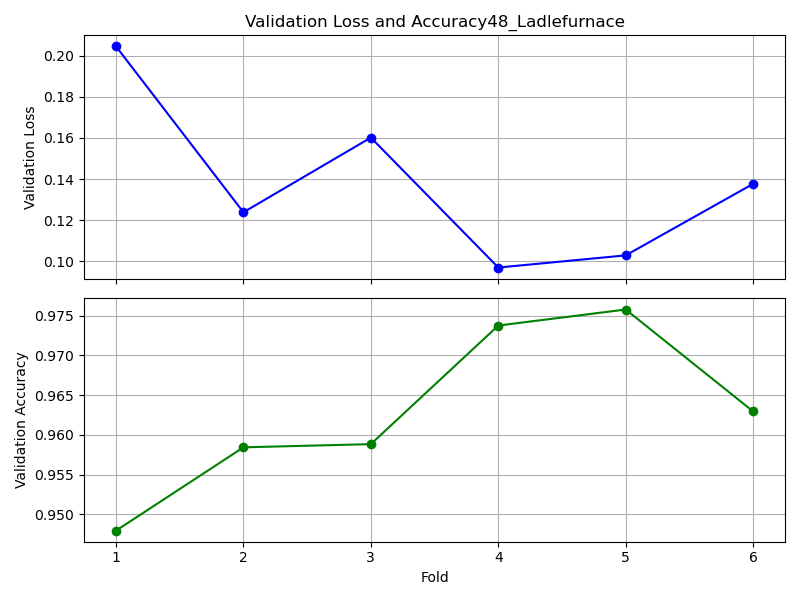 Validation Loss and Accuracy48_Ladlefurnace
Validation Loss
0.20
0.18
0.16
0.14
0.12
0.10
Validation Accuracy
0.975
0.970
0.965
0.960
0.955
0.950
1 2 3 4 5 6
Fold